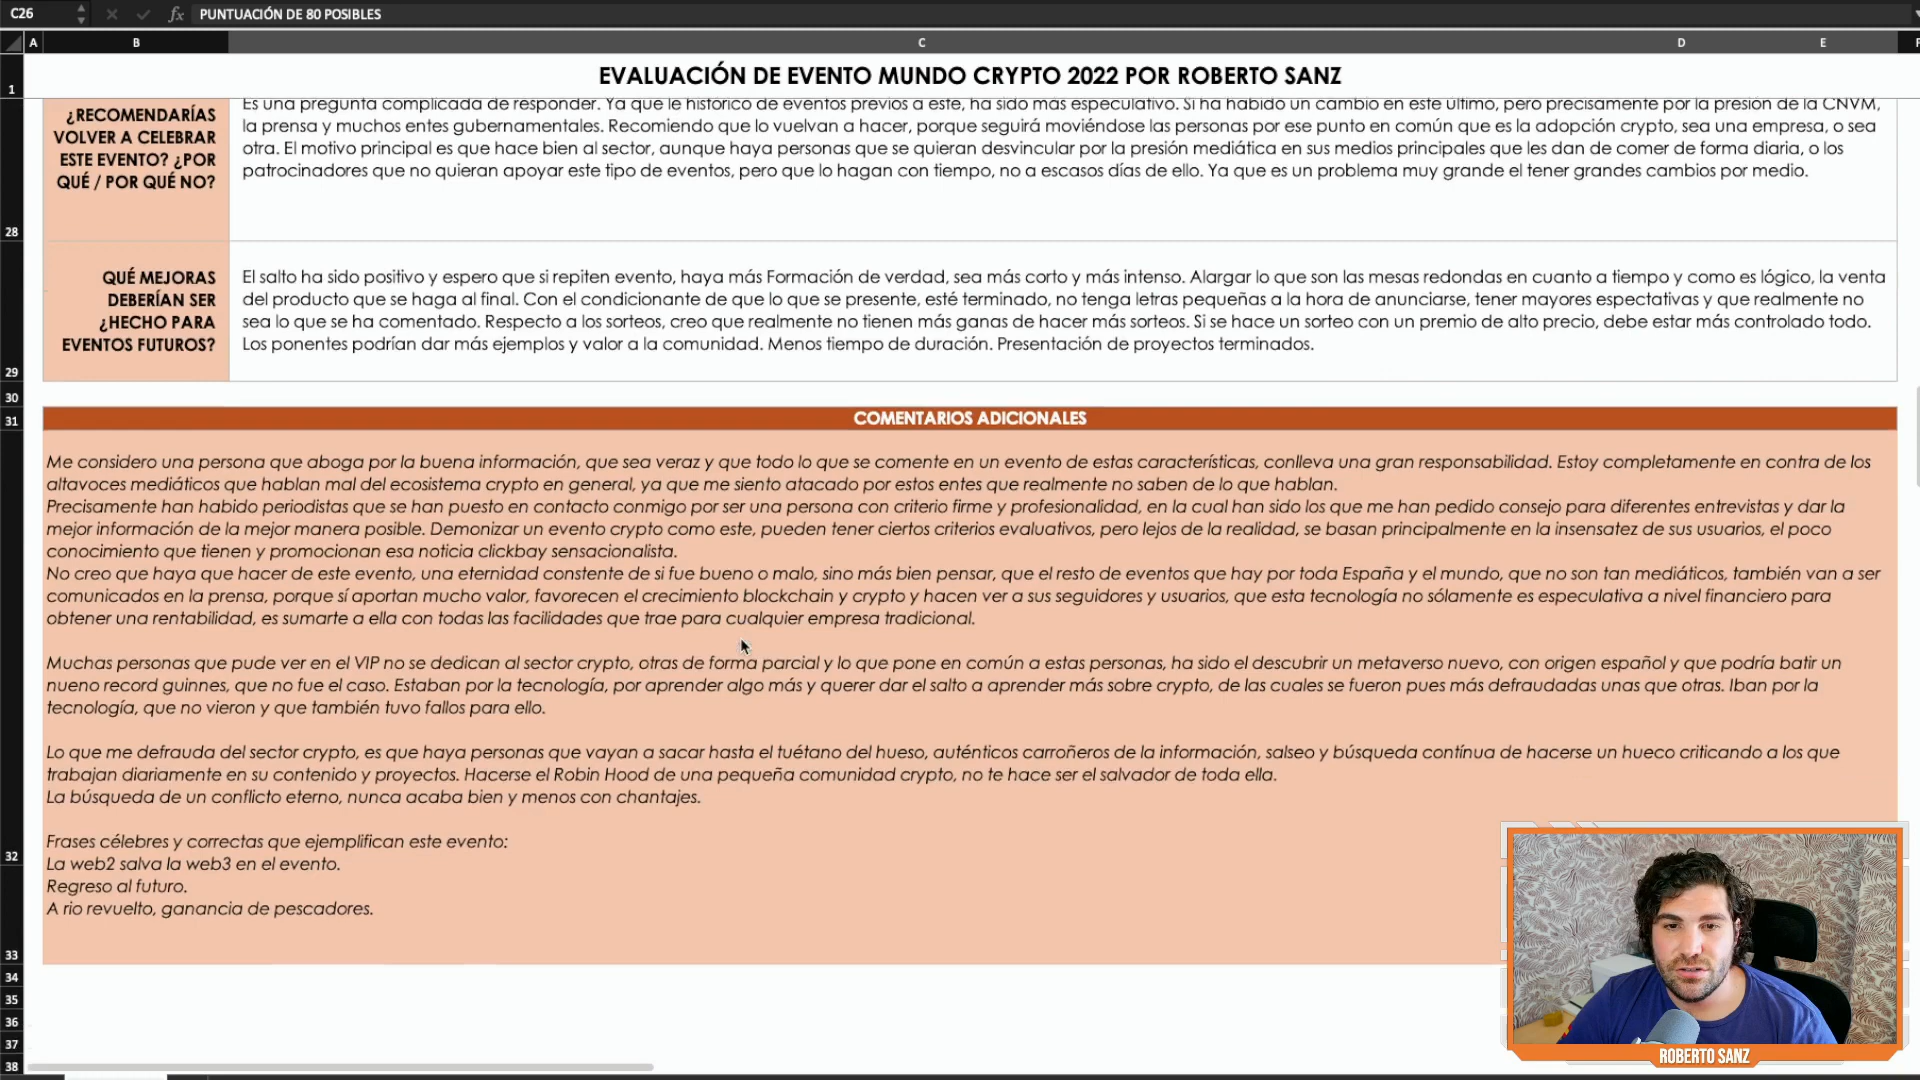 C26
fx PUNTUACIÓN DE 80 POSIBLES
A B C D E F
1 EVALUACIÓN DE EVENTO MUNDO CRYPTO 2022 POR ROBERTO SANZ
¿RECOMENDARÍAS
VOLVER A CELEBRAR
ESTE EVENTO? ¿POR
QUÉ / POR QUÉ NO?
Es una pregunta complicada de responder. Ya que le histórico de eventos previos a este, ha sido más especulativo. Si ha habido un cambio en este último, pero precisamente por la presión de la CNVM,
la prensa y muchos entes gubernamentales. Recomiendo que lo vuelvan a hacer, porque seguirá moviéndose las personas por ese punto en común que es la adopción crypto, sea una empresa, o sea
otra. El motivo principal es que hace bien al sector, aunque haya personas que se quieran desvincular por la presión mediática en sus medios principales que les dan de comer de forma diaria, o los
patrocinadores que no quieran apoyar este tipo de eventos, pero que lo hagan con tiempo, no a escasos días de ello. Ya que es un problema muy grande el tener grandes cambios por medio.
28
QUÉ MEJORAS
DEBERÍAN SER
¿HECHO PARA
EVENTOS FUTUROS?
El salto ha sido positivo y espero que si repiten evento, haya más Formación de verdad, sea más corto y más intenso. Alargar lo que son las mesas redondas en cuanto a tiempo y como es lógico, la venta
del producto que se haga al final. Con el condicionante de que lo que se presente, esté terminado, no tenga letras pequeñas a la hora de anunciarse, tener mayores espectativas y que realmente no
sea lo que se ha comentado. Respecto a los sorteos, creo que realmente no tienen más ganas de hacer más sorteos. Si se hace un sorteo con un premio de alto precio, debe estar más controlado todo.
Los ponentes podrían dar más ejemplos y valor a la comunidad. Menos tiempo de duración. Presentación de proyectos terminados.
29
30
31 COMENTARIOS ADICIONALES
Me considero una persona que aboga por la buena información, que sea veraz y que todo lo que se comente en un evento de estas características, conlleva una gran responsabilidad. Estoy completamente en contra de los
altavoces mediáticos que hablan mal del ecosistema crypto en general, ya que me siento atacado por estos entes que realmente no saben de lo que hablan.
Precisamente han habido periodistas que se han puesto en contacto conmigo por ser una persona con criterio firme y profesionalidad, en la cual han sido los que me han pedido consejo para diferentes entrevistas y dar la
mejor información de la mejor manera posible. Demonizar un evento crypto como este, pueden tener ciertos criterios evaluativos, pero lejos de la realidad, se basan principalmente en la insensatez de sus usuarios, el poco
conocimiento que tienen y promocionan esa noticia clickbay sensacionalista.
No creo que haya que hacer de este evento, una eternidad constente de si fue bueno o malo, sino más bien pensar, que el resto de eventos que hay por toda España y el mundo, que no son tan mediáticos, también van a ser
comunicados en la prensa, porque sí aportan mucho valor, favorecen el crecimiento blockchain y crypto y hacen ver a sus seguidores y usuarios, que esta tecnología no sólamente es especulativa a nivel financiero para
obtener una rentabilidad, es sumarte a ella con todas las facilidades que trae para cualquier empresa tradicional.
Muchas personas que pude ver en el VIP no se dedican al sector crypto, otras de forma parcial y lo que pone en común a estas personas, ha sido el descubrir un metaverso nuevo, con origen español y que podría batir un
nueno record guinnes, que no fue el caso. Estaban por la tecnología, por aprender algo más y querer dar el salto a aprender más sobre crypto, de las cuales se fueron pues más defraudadas unas que otras. Iban por la
tecnología, que no vieron y que también tuvo fallos para ello.
Lo que me defrauda del sector crypto, es que haya personas que vayan a sacar hasta el tuétano del hueso, auténticos carroñeros de la información, salseo y búsqueda contínua de hacerse un hueco criticando a los que
trabajan diariamente en su contenido y proyectos. Hacerse el Robin Hood de una pequeña comunidad crypto, no te hace ser el salvador de toda ella.
La búsqueda de un conflicto eterno, nunca acaba bien y menos con chantajes.
Frases célebres y correctas que ejemplifican este evento:
32
La web2 salva la web3 en el evento.
Regreso al futuro.
A rio revuelto, ganancia de pescadores.
33
34
35
36
37
38
ROBERTO SANZ